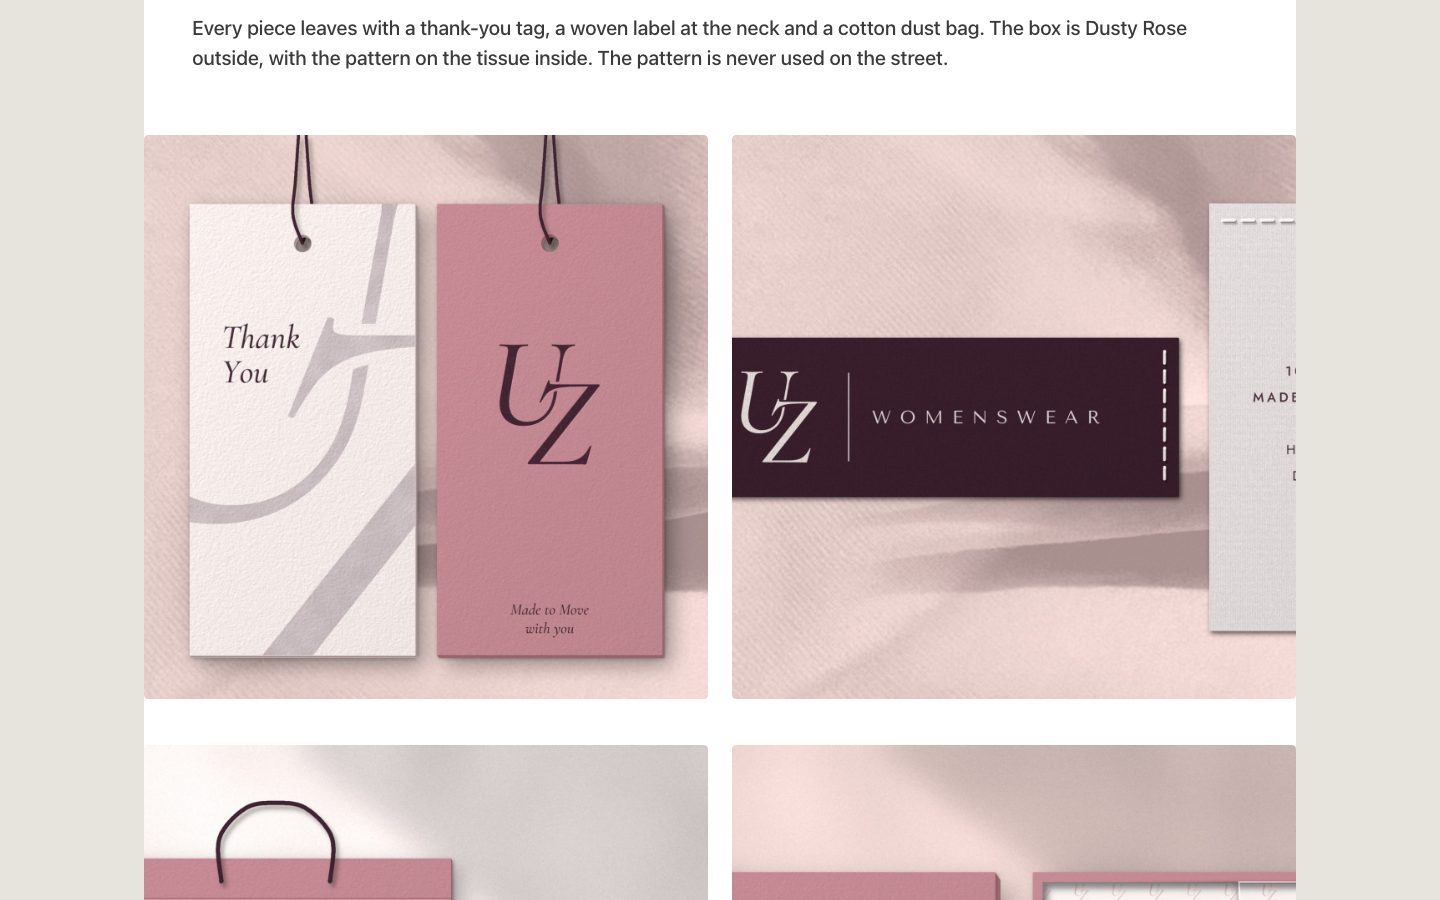 Every piece leaves with a thank-you tag, a woven label at the neck and a cotton dust bag. The box is Dusty Rose
outside, with the pattern on the tissue inside. The pattern is never used on the street.
Thank
You
UZ
Made to Move
with you
UZ
WOMENSWEAR
MADE